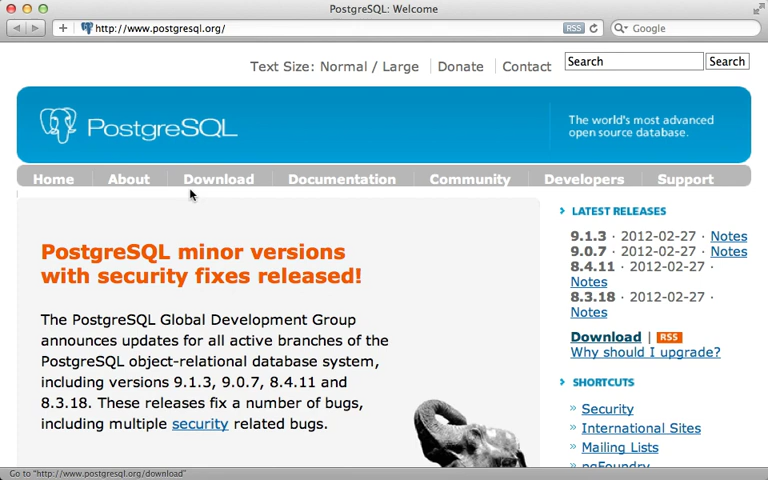 PostgreSQL: Welcome
http://www.postgresql.org/
RSS
Google
Text Size: Normal / Large
Donate
Contact
Search
Search
PostgreSQL
The world's most advanced
open source database.
Home
About
Download
Documentation
Community
Developers
Support
PostgreSQL minor versions
with security fixes released!
The PostgreSQL Global Development Group
announces updates for all active branches of the
PostgreSQL object-relational database system,
including versions 9.1.3, 9.0.7, 8.4.11 and
8.3.18. These releases fix a number of bugs,
including multiple security related bugs.
LATEST RELEASES
9.1.3 · 2012-02-27 · Notes
9.0.7 · 2012-02-27 · Notes
8.4.11 · 2012-02-27 ·
Notes
8.3.18 · 2012-02-27 ·
Notes
Download | RSS
Why should I upgrade?
SHORTCUTS
» Security
» International Sites
» Mailing Lists
» pgFoundry
Go to "http://www.postgresql.org/download"